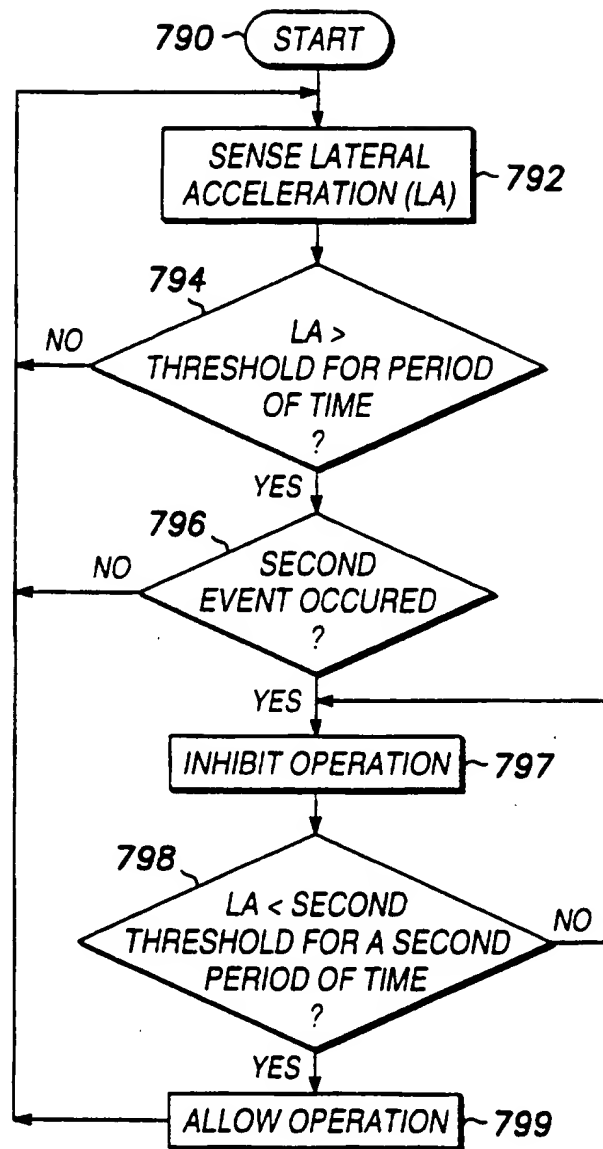 790 START
SENSE LATERAL
ACCELERATION (LA)
792
794
NO
LA >
THRESHOLD FOR PERIOD
OF TIME
?
YES
796
NO
SECOND
EVENT OCCURED
?
YES
INHIBIT OPERATION
797
798
LA < SECOND
THRESHOLD FOR A SECOND
PERIOD OF TIME
?
NO
YES
ALLOW OPERATION
799